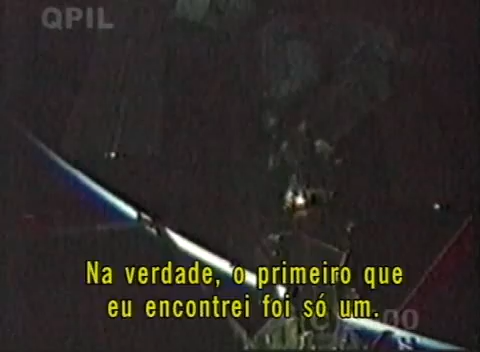 QPIL
Na verdade, o primeiro que
eu encontrei foi só um.